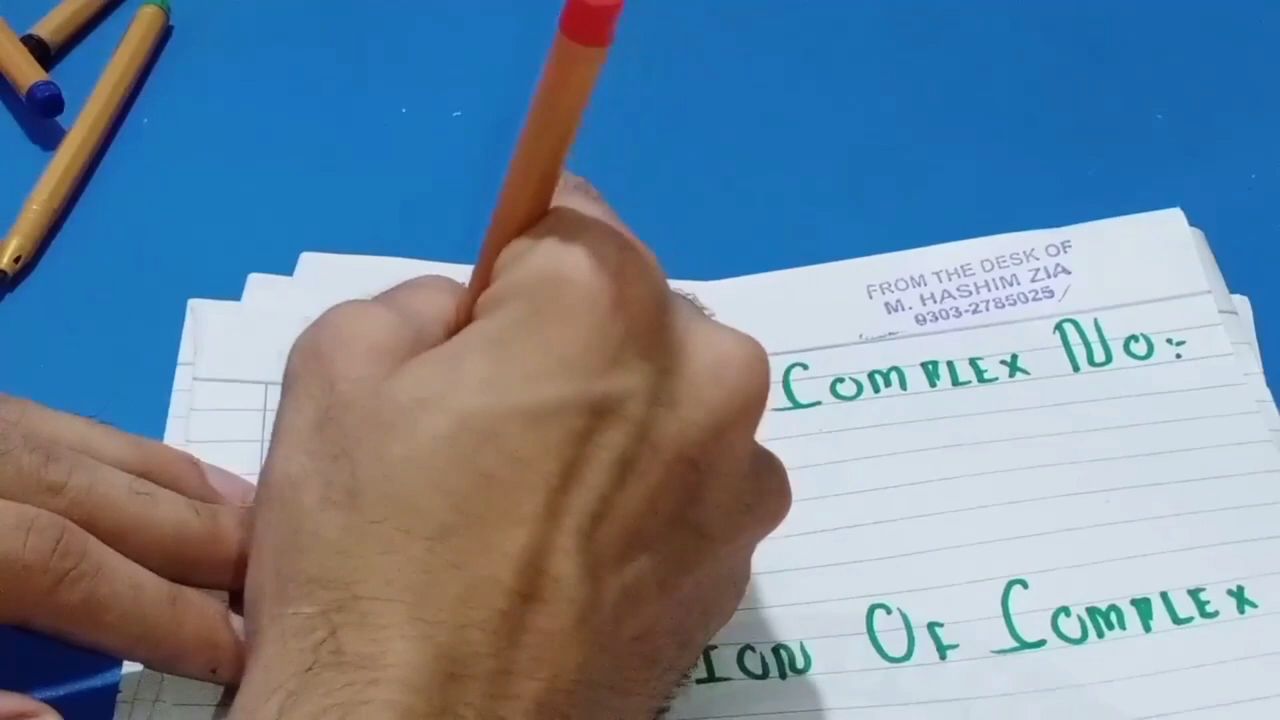 FROM THE DESK OF
M. HASHIM ZIA
0303-2785025
COMPLEX NO:-
ION OF COMPLEX